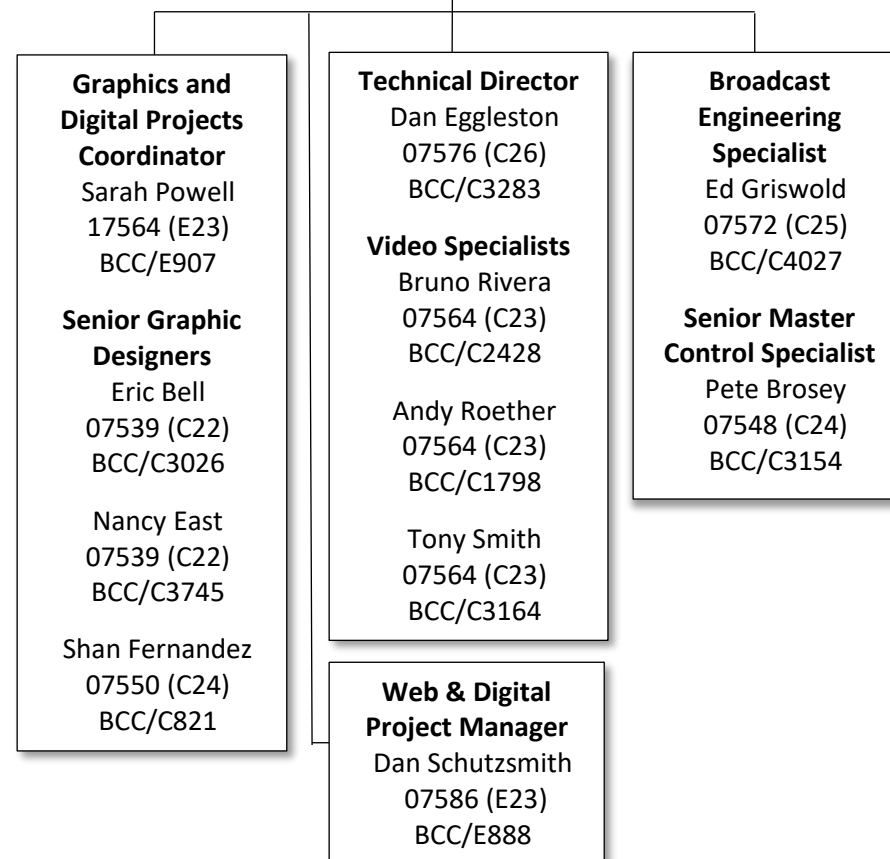 Graphics and
Digital Projects
Coordinator
Sarah Powell
17564 (E23)
BCC/E907
Senior Graphic
Designers
Eric Bell
07539 (C22)
BCC/C3026
Nancy East
07539 (C22)
BCC/C3745
Shan Fernandez
07550 (C24)
BCC/C821
Technical Director
Dan Eggleston
07576 (C26)
BCC/C3283
Video Specialists
Bruno Rivera
07564 (C23)
BCC/C2428
Andy Roether
07564 (C23)
BCC/C1798
Tony Smith
07564 (C23)
BCC/C3164
Web & Digital
Project Manager
Dan Schutzsmith
07586 (E23)
BCC/E888
Broadcast
Engineering
Specialist
Ed Griswold
07572 (C25)
BCC/C4027
Senior Master
Control Specialist
Pete Brosey
07548 (C24)
BCC/C3154